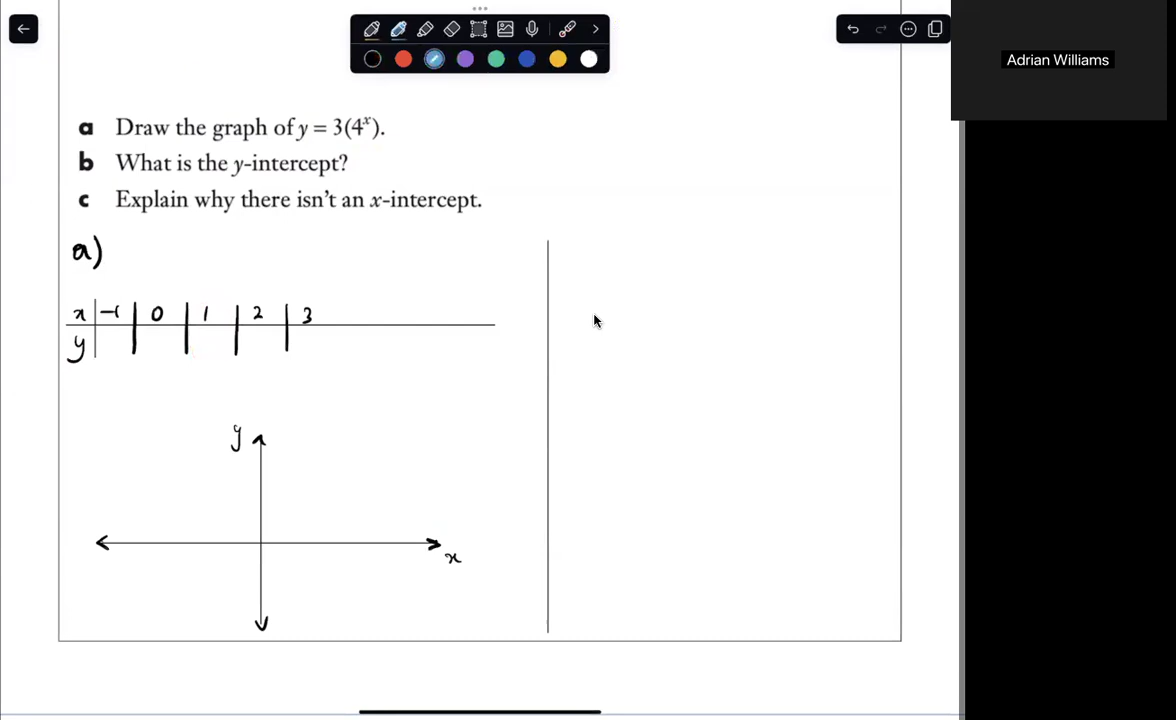 Adrian Williams
a Draw the graph of y = 3(4ˣ).
b What is the y-intercept?
c Explain why there isn't an x-intercept.
a)
x -1 0 1 2 3
y
y
x